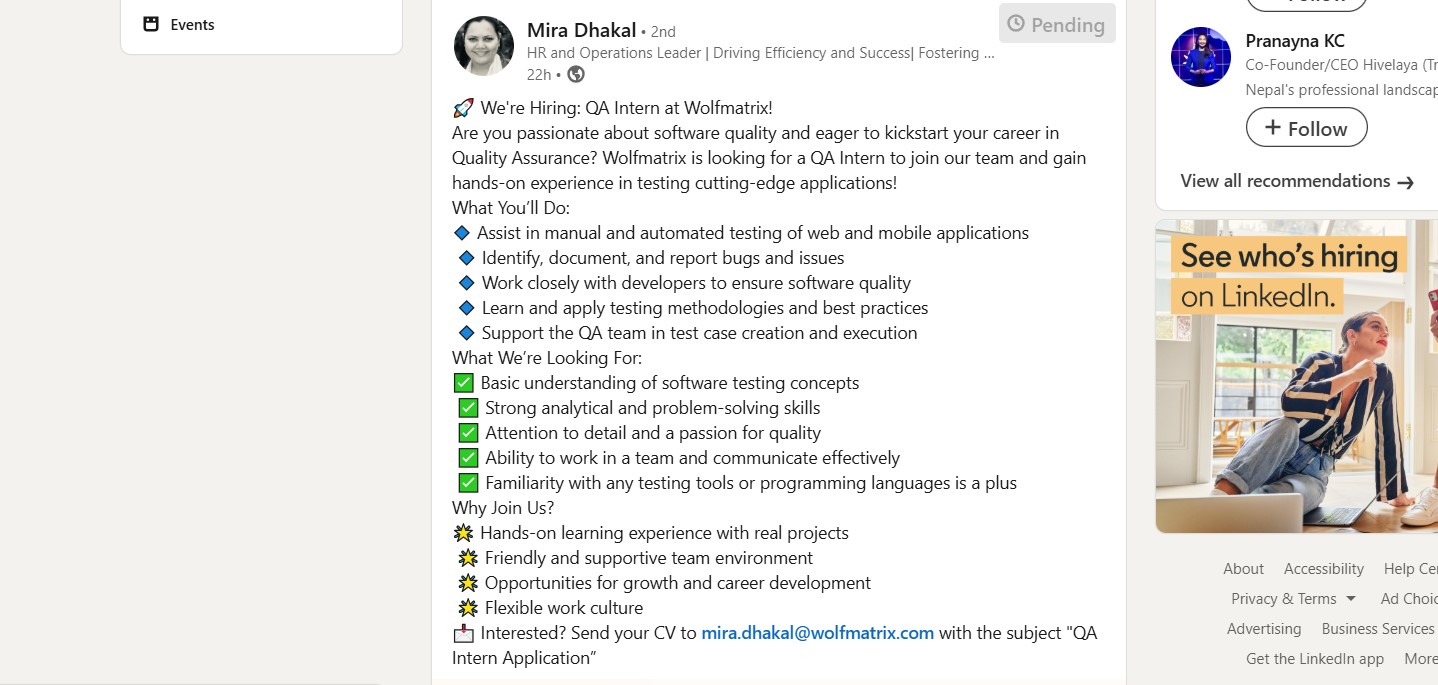 Events
Mira Dhakal • 2nd
Pending
HR and Operations Leader | Driving Efficiency and Success| Fostering ...
22h •
🚀 We're Hiring: QA Intern at Wolfmatrix!
Are you passionate about software quality and eager to kickstart your career in
Quality Assurance? Wolfmatrix is looking for a QA Intern to join our team and gain
hands-on experience in testing cutting-edge applications!
What You’ll Do:
🔹 Assist in manual and automated testing of web and mobile applications
🔹 Identify, document, and report bugs and issues
🔹 Work closely with developers to ensure software quality
🔹 Learn and apply testing methodologies and best practices
🔹 Support the QA team in test case creation and execution
What We’re Looking For:
✅ Basic understanding of software testing concepts
✅ Strong analytical and problem-solving skills
✅ Attention to detail and a passion for quality
✅ Ability to work in a team and communicate effectively
✅ Familiarity with any testing tools or programming languages is a plus
Why Join Us?
🌟 Hands-on learning experience with real projects
🌟 Friendly and supportive team environment
🌟 Opportunities for growth and career development
🌟 Flexible work culture
📩 Interested? Send your CV to mira.dhakal@wolfmatrix.com with the subject "QA
Intern Application”
Pranayna KC
Co-Founder/CEO Hivelaya (Tr
Nepal's professional landscap
+ Follow
View all recommendations →
See who’s hiring
on LinkedIn.
About Accessibility Help Cen
Privacy & Terms Ad Choic
Advertising Business Services
Get the LinkedIn app More